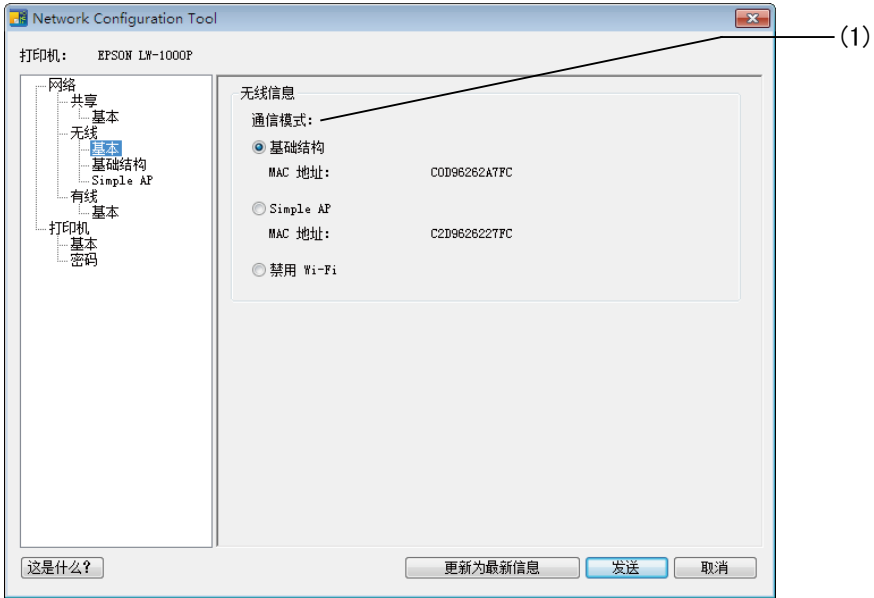 Network Configuration Tool
(1)
打印机: EPSON LW-1000P
网络
共享
基本
无线
基本
基础结构
Simple AP
有线
基本
打印机
基本
密码
无线信息
通信模式:
基础结构
MAC 地址: C0D96262A7FC
Simple AP
MAC 地址: C2D9626227FC
禁用 Wi-Fi
这是什么?
更新为最新信息
发送
取消